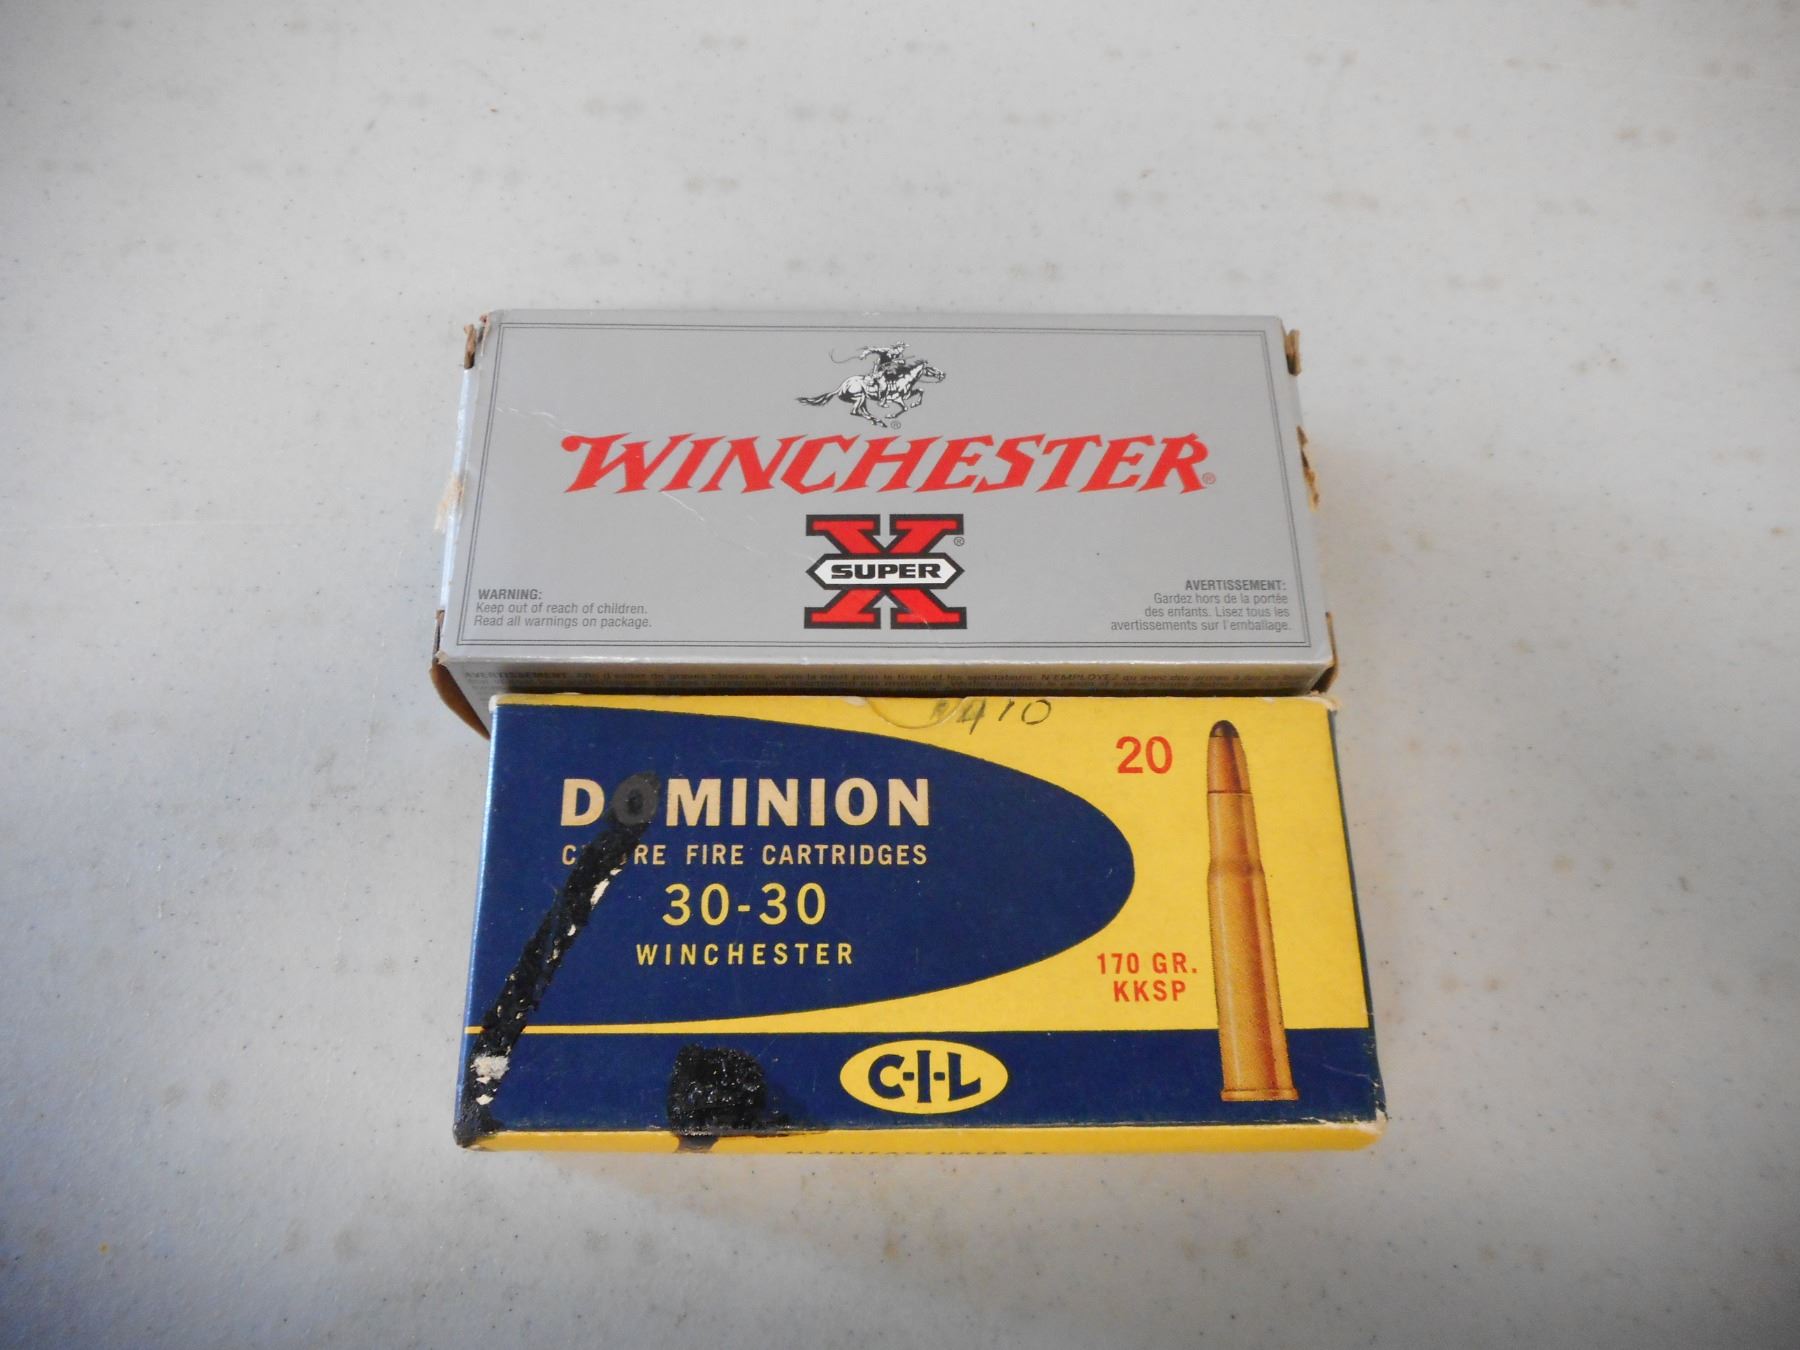 WINCHESTER®
X®
SUPER
WARNING:
Keep out of reach of children.
Read all warnings on package.
AVERTISSEMENT:
Gardez hors de la portée
des enfants. Lisez tous les
avertissements sur l'emballage.
AVERTISSEMENT:
410
DOMINION
FIRE CARTRIDGES
30-30
WINCHESTER
20
170 GR.
KKSP
C-I-L